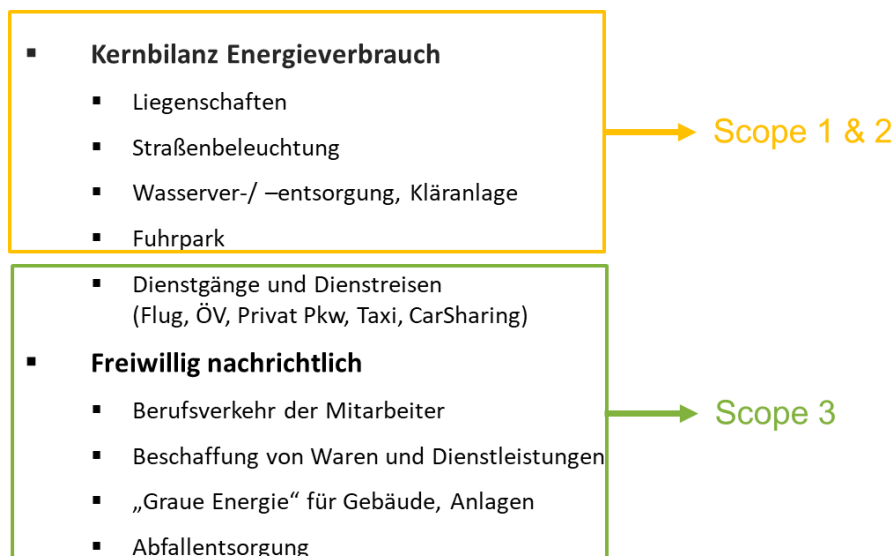 ▪ Kernbilanz Energieverbrauch
▪ Liegenschaften
▪ Straßenbeleuchtung
▪ Wasserver-/ –entsorgung, Kläranlage
▪ Fuhrpark
Scope 1 & 2
▪ Dienstgänge und Dienstreisen
(Flug, ÖV, Privat Pkw, Taxi, CarSharing)
▪ Freiwillig nachrichtlich
▪ Berufsverkehr der Mitarbeiter
▪ Beschaffung von Waren und Dienstleistungen
▪ „Graue Energie“ für Gebäude, Anlagen
▪ Abfallentsorgung
Scope 3